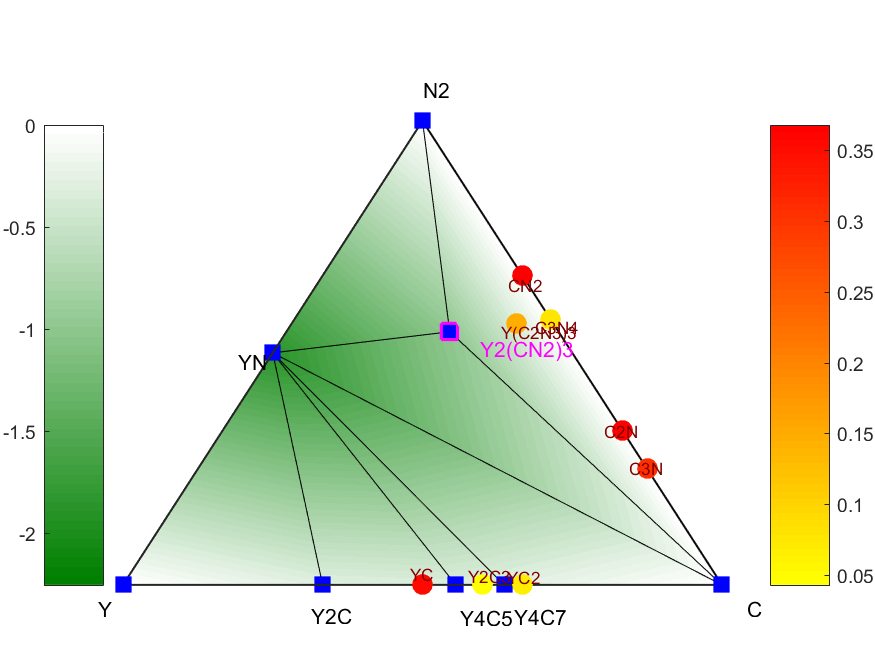 N2
0
-0.5
-1
-1.5
-2
0.35
0.3
0.25
0.2
0.15
0.1
0.05
CN2
C3N4
Y(C2N3)3
Y2(CN2)3
YN
C2N
C3N
YC
Y2C3
YC2
Y
Y2C
Y4C5
Y4C7
C